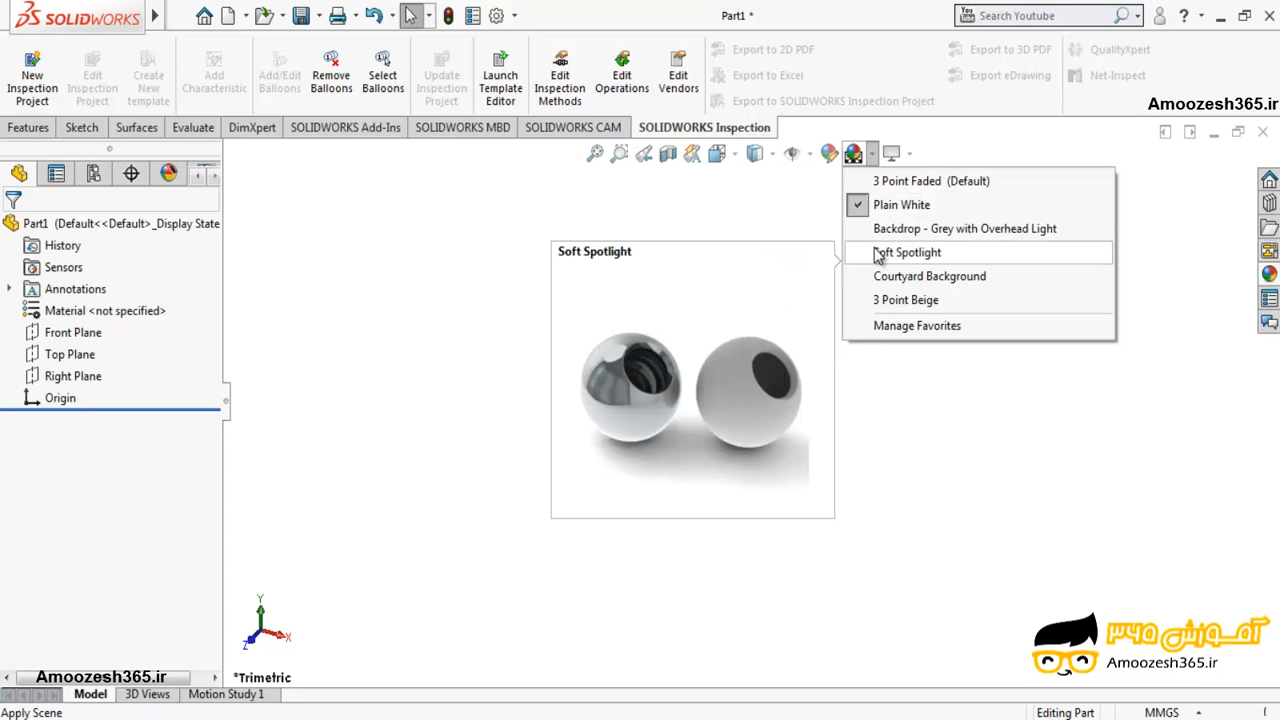 SOLIDWORKS
Part1 *
Search Youtube
New Inspection Project
Edit Inspection Project
Create New template
Add Characteristic
Add/Edit Balloons
Remove Balloons
Select Balloons
Update Inspection Project
Launch Template Editor
Edit Inspection Methods
Edit Operations
Edit Vendors
Export to 2D PDF
Export to Excel
Export to SOLIDWORKS Inspection Project
Export to 3D PDF
Export eDrawing
QualityXpert
Net-Inspect
Amoozesh365.ir
Features
Sketch
Surfaces
Evaluate
DimXpert
SOLIDWORKS Add-Ins
SOLIDWORKS MBD
SOLIDWORKS CAM
SOLIDWORKS Inspection
3 Point Faded (Default)
Plain White
Backdrop - Grey with Overhead Light
Soft Spotlight
Courtyard Background
3 Point Beige
Manage Favorites
Soft Spotlight
Part1 (Default<<Default>_Display State
History
Sensors
Annotations
Material <not specified>
Front Plane
Top Plane
Right Plane
Origin
Y
X
Z
*Trimetric
آموزش ۳۶۵
Amoozesh365.ir
Amoozesh365.ir
Model
3D Views
Motion Study 1
Apply Scene
Editing Part
MMGS